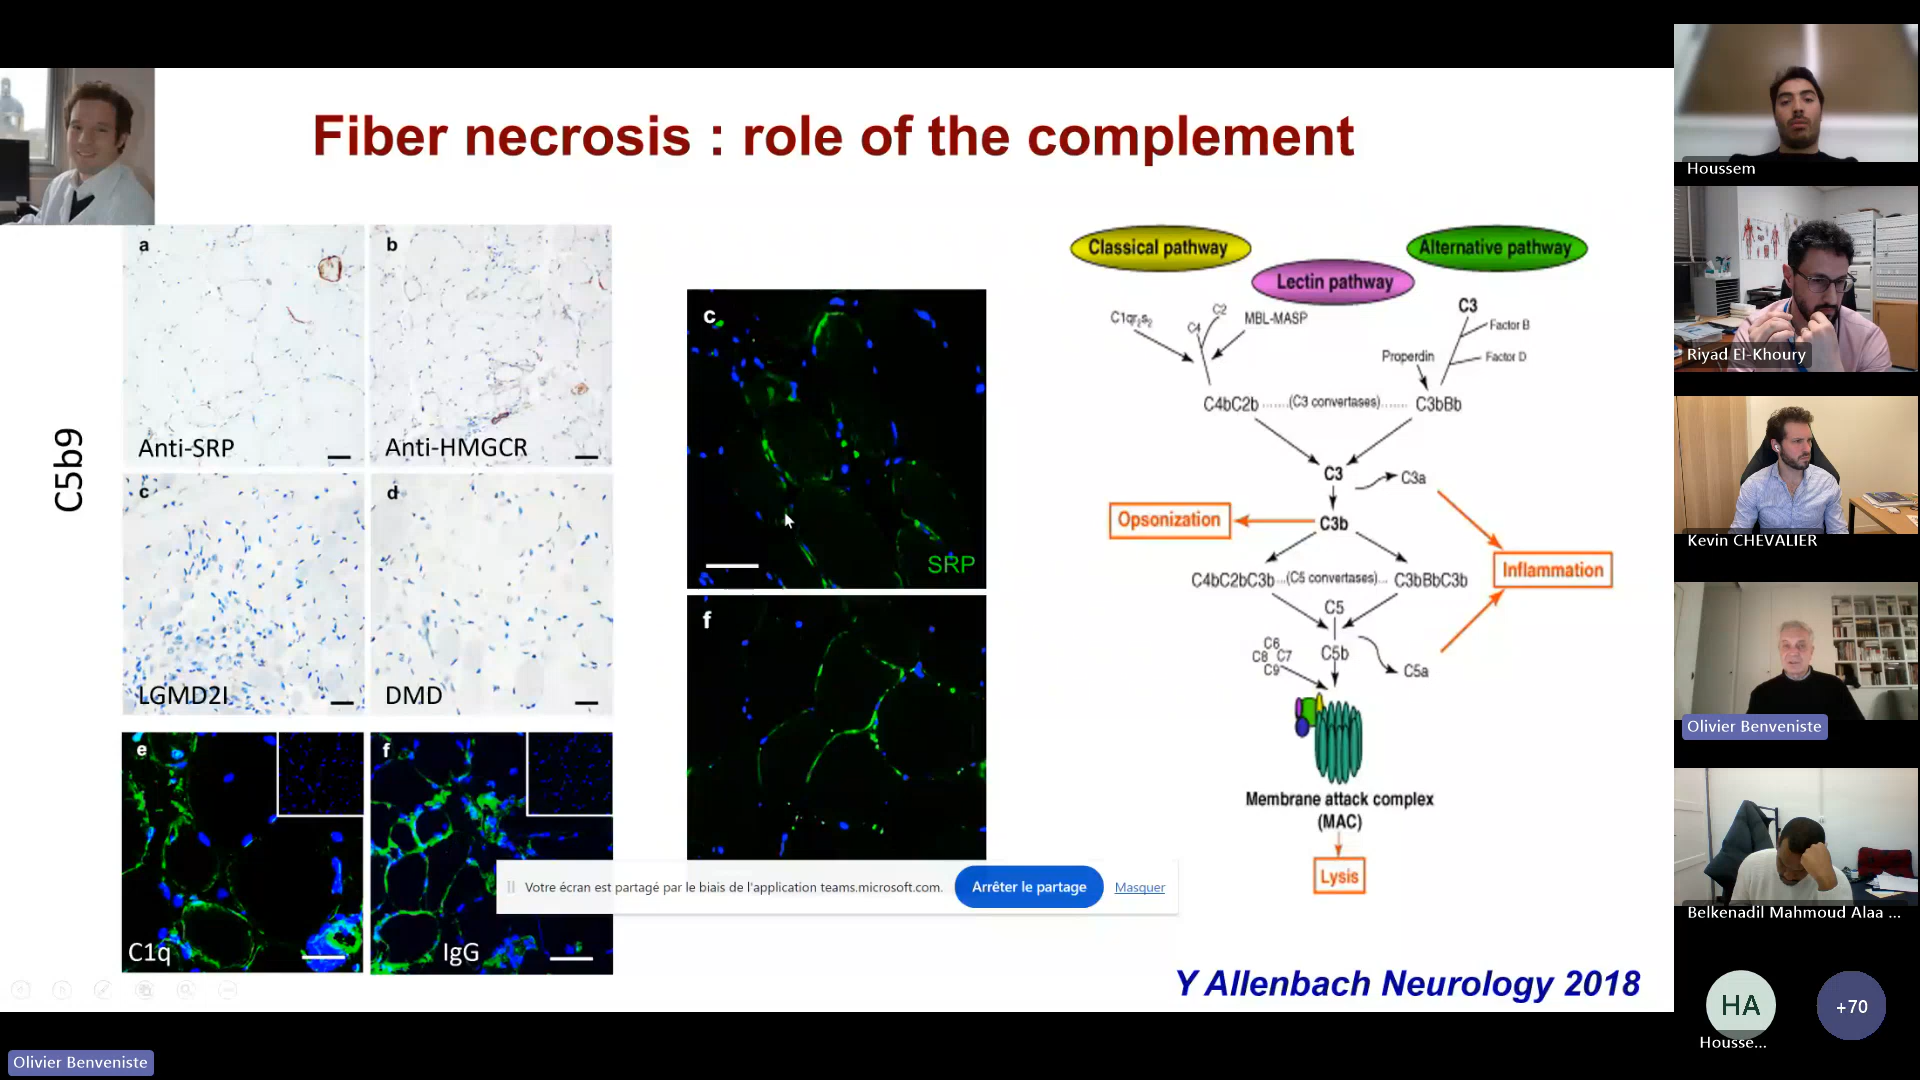 Fiber necrosis : role of the complement
C5b9
a
b
Anti-SRP
Anti-HMGCR
c
d
LGMD2I
DMD
e
f
C1q
IgG
c
SRP
f
Classical pathway
Alternative pathway
Lectin pathway
C1qr₂s₂
C4
C2
MBL-MASP
C3
Factor B
Factor D
Properdin
C4bC2b ......(C3 convertases)...... C3bBb
C3
C3a
Opsonization
C3b
Inflammation
C4bC2bC3b...(C5 convertases)... C3bBbC3b
C5
C6
C8 C7
C9
C5b
C5a
Membrane attack complex
(MAC)
Lysis
Votre écran est partagé par le biais de l'application teams.microsoft.com.
Arrêter le partage
Masquer
Y Allenbach Neurology 2018
Olivier Benveniste
Houssem
Riyad El-Khoury
Kevin CHEVALIER
Olivier Benveniste
Belkenadil Mahmoud Alaa ...
HA
+70
Housse...